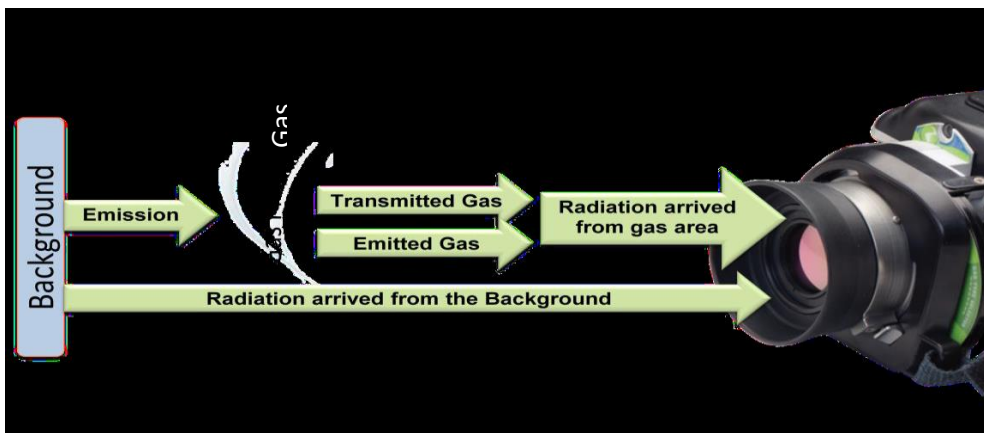 Background
Emission
Gas
Transmitted Gas
Emitted Gas
Radiation arrived
from gas area
Radiation arrived from the Background